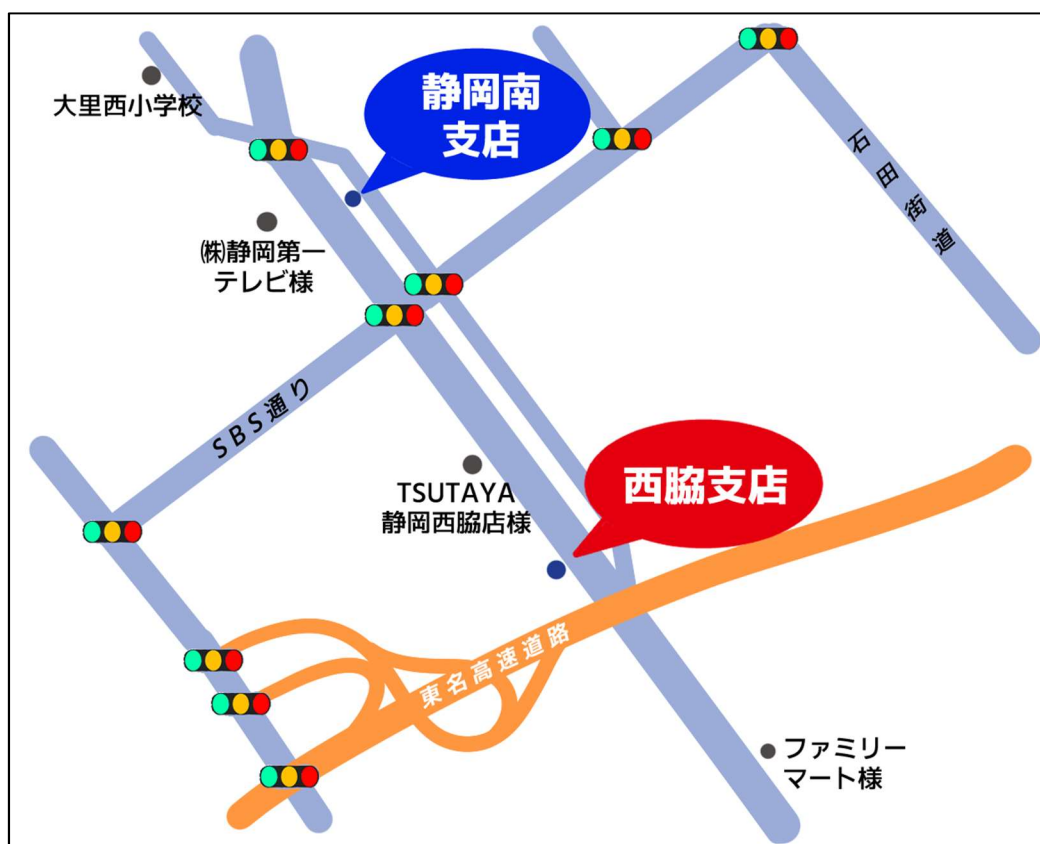 静岡南
支店
大里西小学校
石田街道
㈱静岡第一
テレビ様
SBS通り
西脇支店
TSUTAYA
静岡西脇店様
東名高速道路
ファミリー
マート様